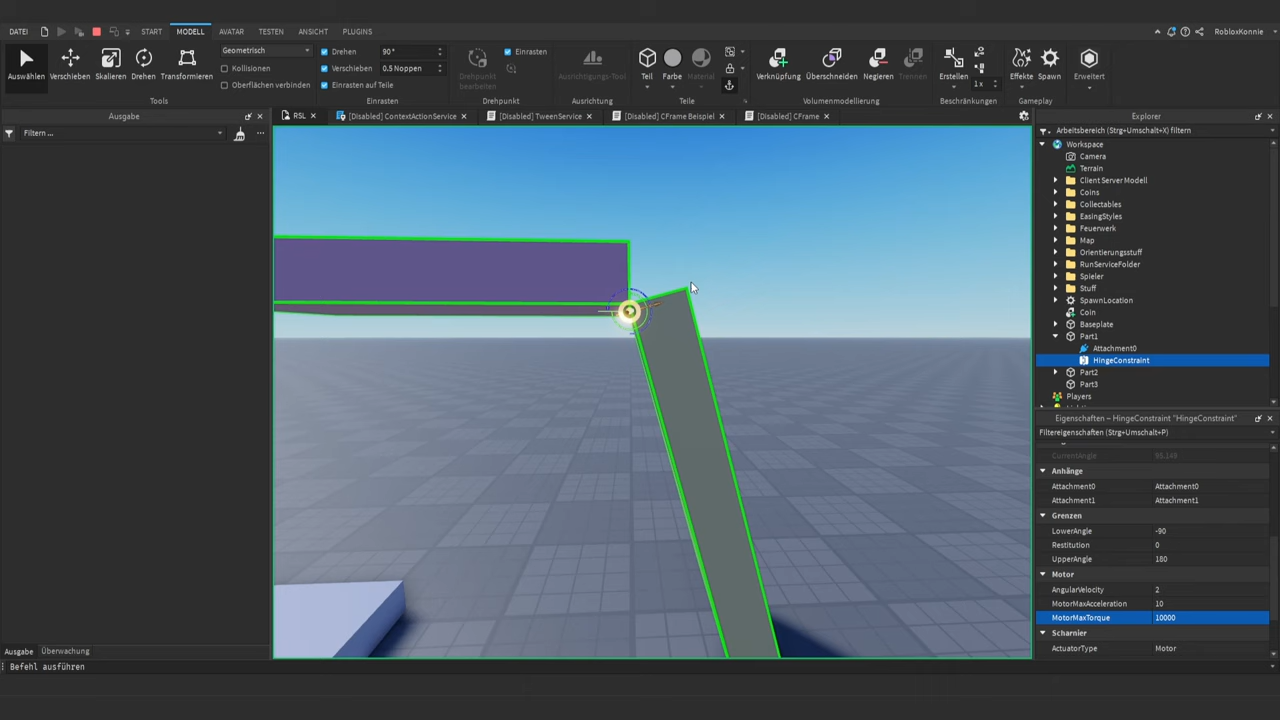 DATEI START MODELL AVATAR TESTEN ANSICHT PLUGINS RobloxKonnie
Auswählen Verschieben Skalieren Drehen Transformieren
Geometrisch
Kollisionen
Oberflächen verbinden
Tools
Drehen 90°
Verschieben 0.5 Noppen
Einrasten auf Teile
Einrasten
Drehpunkt bearbeiten
Einrasten
Drehpunkt
Ausrichtungs-Tool
Ausrichtung
Teil Farbe Material
Teile
Verknüpfung Überschneiden Negieren Trennen
Volumenmodellierung
Erstellen
1 x
Beschränkungen
Effekte Spawn
Gameplay
Erweitert
Ausgabe
Filtern ...
RSL [Disabled] ContextActionService [Disabled] TweenService [Disabled] CFrame Beispiel [Disabled] CFrame
Explorer
Arbeitsbereich (Strg+Umschalt+X) filtern
Workspace
Camera
Terrain
Client Server Modell
Coins
Collectables
EasingStyles
Feuerwerk
Map
Orientierungsstuff
RunServiceFolder
Spieler
Stuff
SpawnLocation
Coin
Baseplate
Part1
Attachment0
HingeConstraint
Part2
Part3
Players
Eigenschaften – HingeConstraint "HingeConstraint"
Filtereigenschaften (Strg+Umschalt+P)
CurrentAngle 95.149
Anhänge
Attachment0 Attachment0
Attachment1 Attachment1
Grenzen
LowerAngle -90
Restitution 0
UpperAngle 180
Motor
AngularVelocity 2
MotorMaxAcceleration 10
MotorMaxTorque 10000
Scharnier
ActuatorType Motor
Ausgabe Überwachung
Befehl ausführen